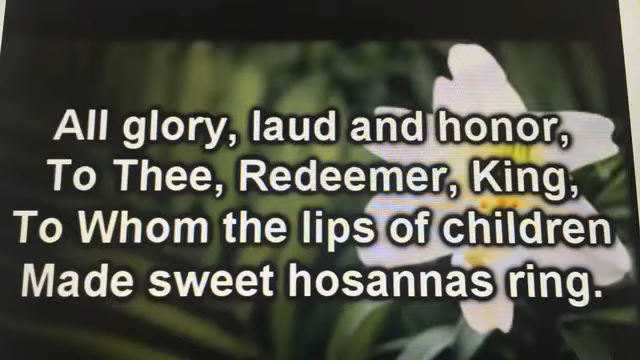 All glory, laud and honor,
To Thee, Redeemer, King,
To Whom the lips of children
Made sweet hosannas ring.